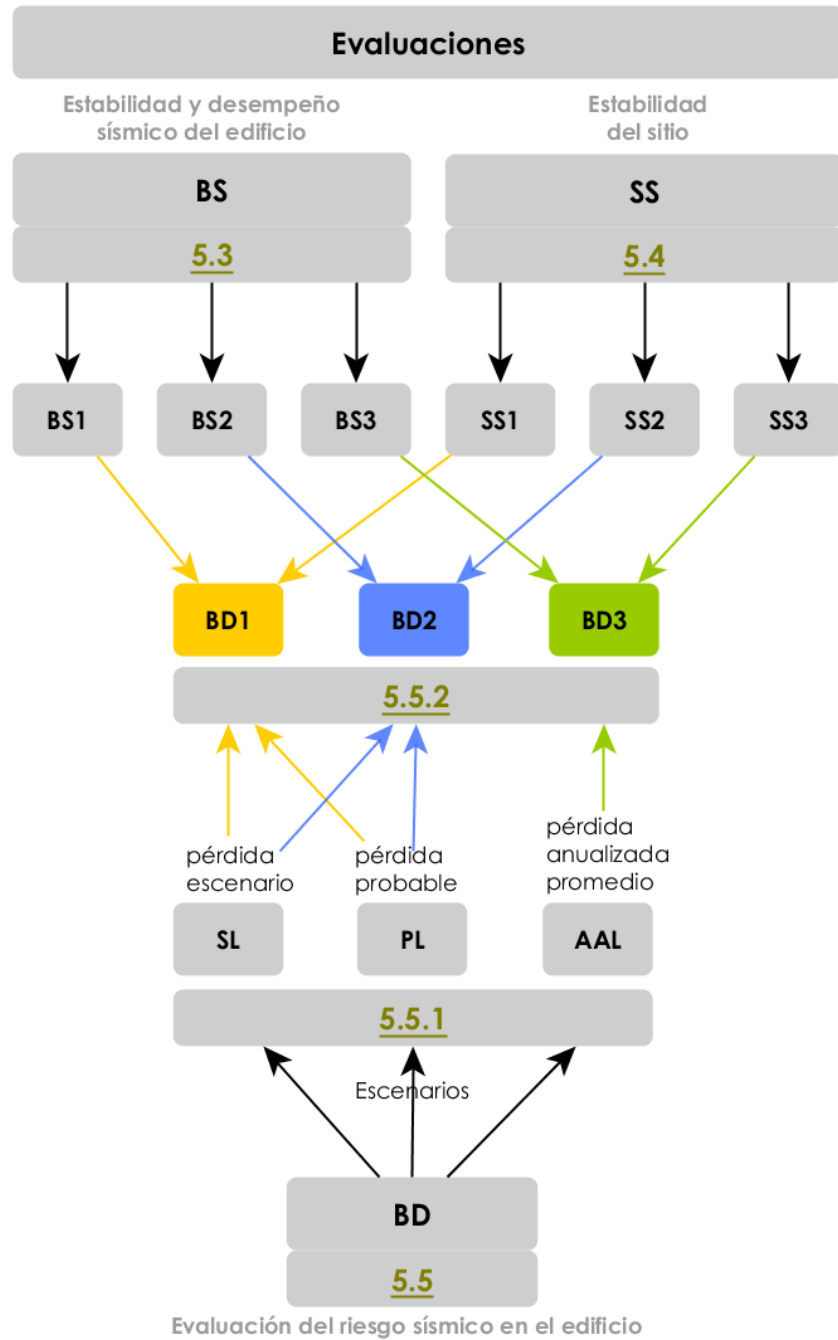 Evaluaciones
Estabilidad y desempeño
sísmico del edificio
Estabilidad
del sitio
BS
SS
5.3
5.4
BS1
BS2
BS3
SS1
SS2
SS3
BD1
BD2
BD3
5.5.2
pérdida
escenario
pérdida
probable
pérdida
anualizada
promedio
SL
PL
AAL
5.5.1
Escenarios
BD
5.5
Evaluación del riesgo sísmico en el edificio